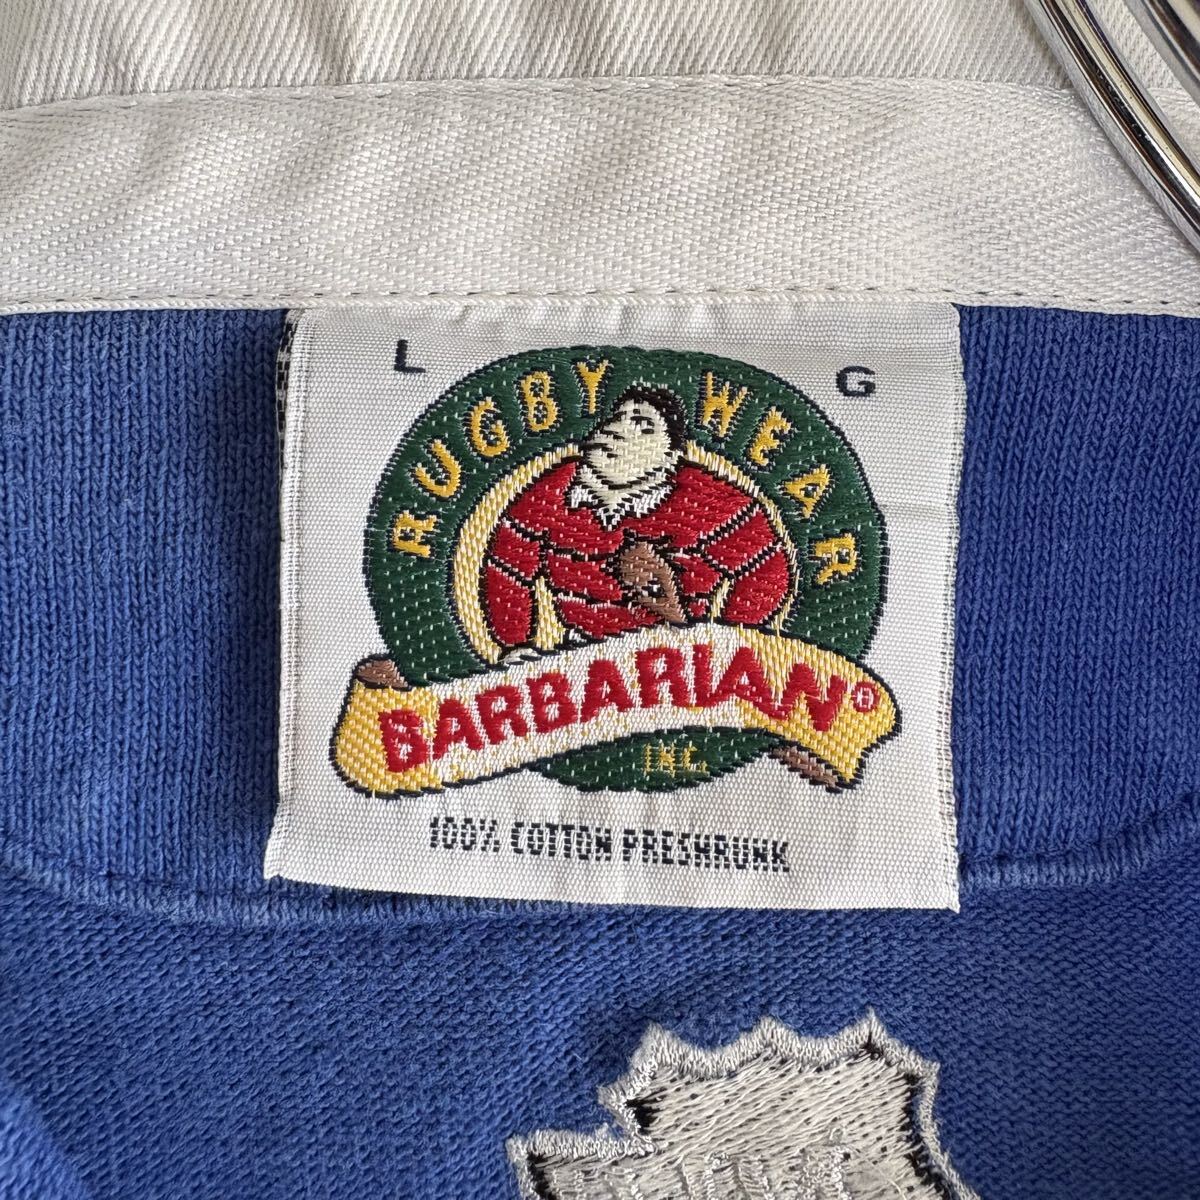 L G
RUGBY WEAR
BARBARIAN®
INC.
100% COTTON PRESHRUNK